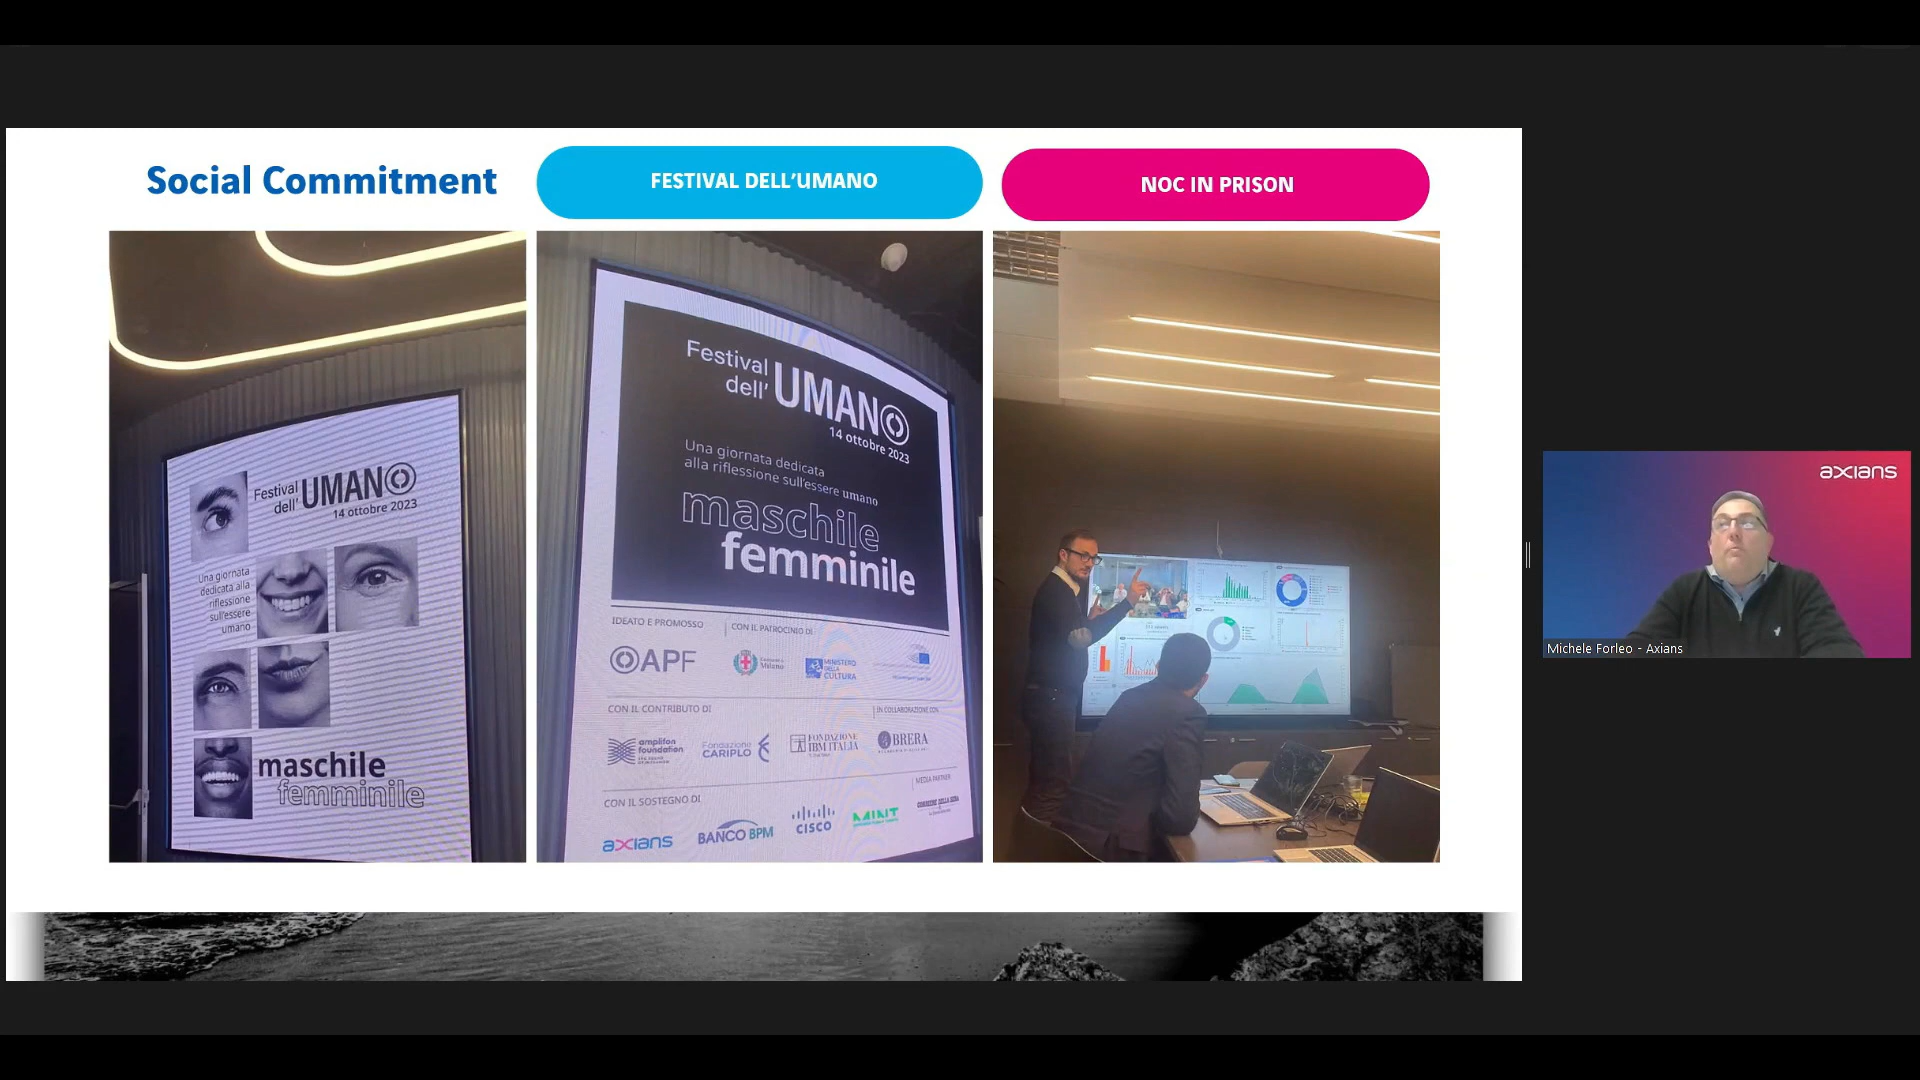 Social Commitment
FESTIVAL DELL'UMANO
NOC IN PRISON
Festival
dell' UMANO
14 ottobre 2023
Una giornata
dedicata alla
riflessione
sull'essere
umano
maschile
femminile
Festival
dell' UMANO
14 ottobre 2023
Una giornata dedicata
alla riflessione sull'essere umano
maschile
femminile
IDEATO E PROMOSSO
CON IL PATROCINIO DI
APF
Milano
MINISTERO
DELLA
CULTURA
CON IL CONTRIBUTO DI
IN COLLABORAZIONE CON
amplifon
foundation
Fondazione
CARIPLO
FONDAZIONE
IBM ITALIA
BRERA
MEDIA PARTNER
CON IL SOSTEGNO DI
axians
BANCO BPM
CISCO
MINT
CORRIERE DELLA SERA
axians
Michele Forleo - Axians